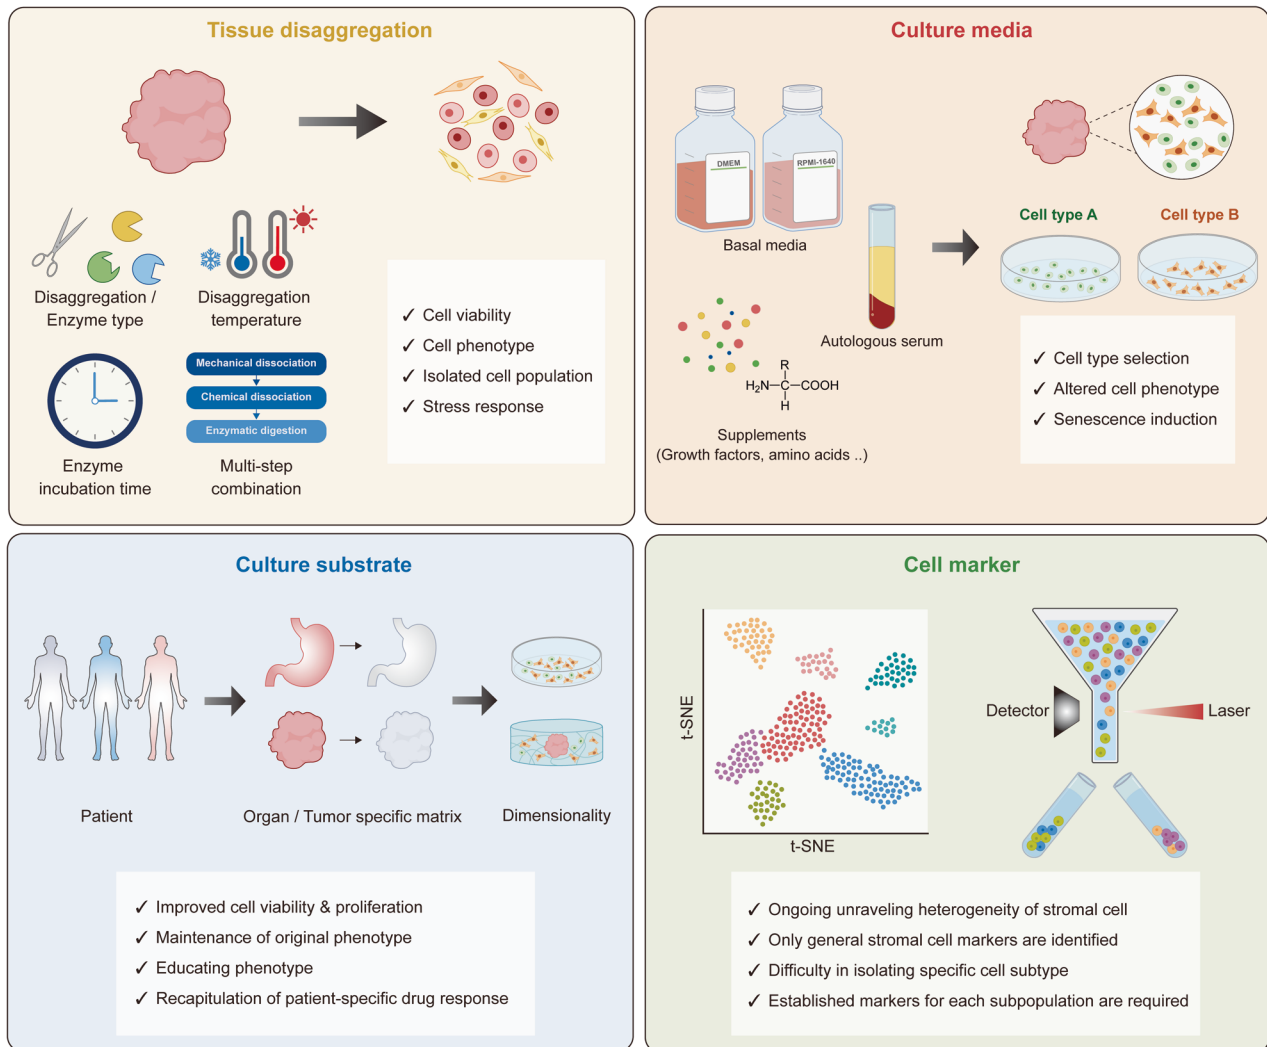 Tissue disaggregation
Disaggregation /
Enzyme type
Disaggregation
temperature
Enzyme
incubation time
Mechanical dissociation
Chemical dissociation
Enzymatic digestion
Multi-step
combination
✓ Cell viability
✓ Cell phenotype
✓ Isolated cell population
✓ Stress response
Culture media
DMEM
RPMI-1640
Basal media
Autologous serum
R
H₂N—C—COOH
H
Supplements
(Growth factors, amino acids ..)
Cell type A
Cell type B
✓ Cell type selection
✓ Altered cell phenotype
✓ Senescence induction
Culture substrate
Patient
Organ / Tumor specific matrix
Dimensionality
✓ Improved cell viability & proliferation
✓ Maintenance of original phenotype
✓ Educating phenotype
✓ Recapitulation of patient-specific drug response
Cell marker
t-SNE
t-SNE
Detector
Laser
✓ Ongoing unraveling heterogeneity of stromal cell
✓ Only general stromal cell markers are identified
✓ Difficulty in isolating specific cell subtype
✓ Established markers for each subpopulation are required